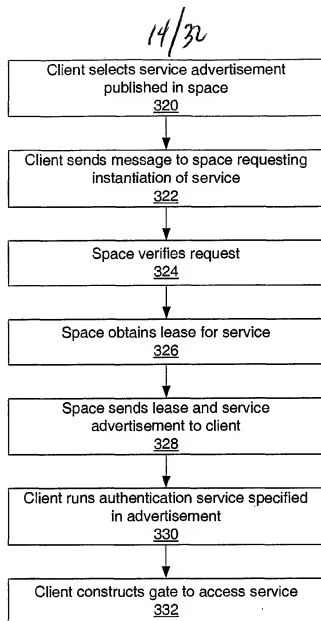 14/32
Client selects service advertisement
published in space
320
Client sends message to space requesting
instantiation of service
322
Space verifies request
324
Space obtains lease for service
326
Space sends lease and service
advertisement to client
328
Client runs authentication service specified
in advertisement
330
Client constructs gate to access service
332